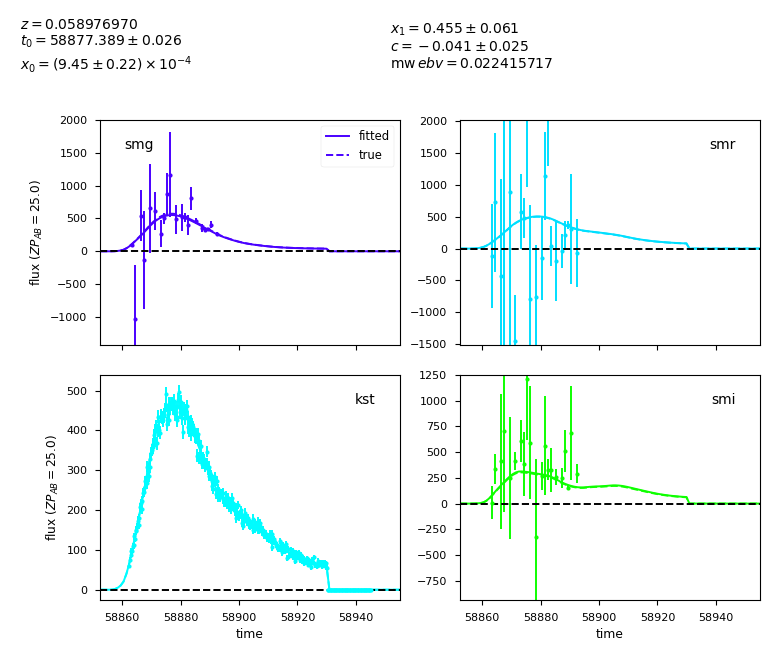 z = 0.058976970
t₀ = 58877.389 ± 0.026
x₀ = (9.45 ± 0.22) × 10⁻⁴
x₁ = 0.455 ± 0.061
c = −0.041 ± 0.025
mw ebv = 0.022415717
smg
fitted
true
2000
1500
1000
500
0
−500
−1000
flux (ZP_AB = 25.0)
smr
2000
1500
1000
500
0
−500
−1000
−1500
kst
500
400
300
200
100
0
flux (ZP_AB = 25.0)
58860 58880 58900 58920 58940
time
smi
1250
1000
750
500
250
0
−250
−500
−750
58860 58880 58900 58920 58940
time